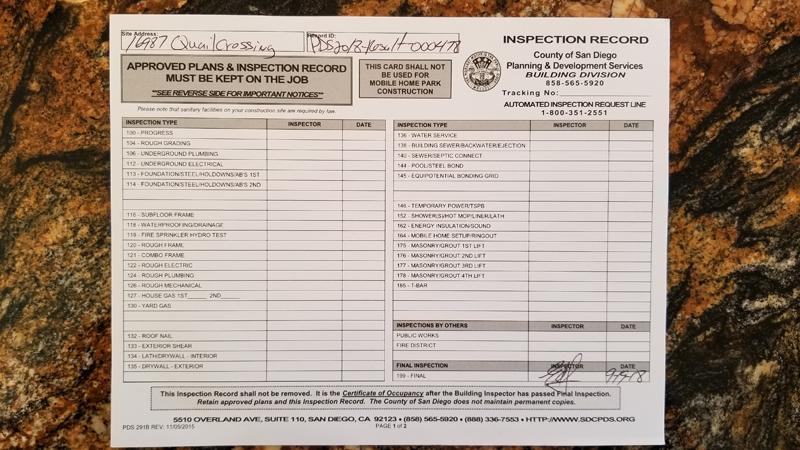 Site Address:
16987 Quail Crossing
Record ID:
PDS2018-Result-000478
INSPECTION RECORD
County of San Diego
Planning & Development Services
BUILDING DIVISION
858-565-5920
Tracking No:
AUTOMATED INSPECTION REQUEST LINE
1-800-351-2551
APPROVED PLANS & INSPECTION RECORD
MUST BE KEPT ON THE JOB
**SEE REVERSE SIDE FOR IMPORTANT NOTICES**
THIS CARD SHALL NOT
BE USED FOR
MOBILE HOME PARK
CONSTRUCTION
Please note that sanitary facilities on your construction site are required by law.
INSPECTION TYPE INSPECTOR DATE
100 - PROGRESS
104 - ROUGH GRADING
106 - UNDERGROUND PLUMBING
112 - UNDERGROUND ELECTRICAL
113 - FOUNDATION/STEEL/HOLDOWNS/AB'S 1ST
114 - FOUNDATION/STEEL/HOLDOWNS/AB'S 2ND
116 - SUBFLOOR FRAME
118 - WATERPROOFING/DRAINAGE
119 - FIRE SPRINKLER HYDRO TEST
120 - ROUGH FRAME
121 - COMBO FRAME
122 - ROUGH ELECTRIC
124 - ROUGH PLUMBING
126 - ROUGH MECHANICAL
127 - HOUSE GAS 1ST______ 2ND______
130 - YARD GAS
132 - ROOF NAIL
133 - EXTERIOR SHEAR
134 - LATH/DRYWALL - INTERIOR
135 - DRYWALL - EXTERIOR
INSPECTION TYPE INSPECTOR DATE
136 - WATER SERVICE
138 - BUILDING SEWER/BACKWATER/EJECTION
140 - SEWER/SEPTIC CONNECT
144 - POOL/STEEL BOND
145 - EQUIPOTENTIAL BONDING GRID
146 - TEMPORARY POWER/TSPB
152 - SHOWER(S)/HOT MOP/LINER/LATH
162 - ENERGY INSULATION/SOUND
164 - MOBILE HOME SETUP/RINGOUT
175 - MASONRY/GROUT 1ST LIFT
176 - MASONRY/GROUT 2ND LIFT
177 - MASONRY/GROUT 3RD LIFT
178 - MASONRY/GROUT 4TH LIFT
185 - T-BAR
INSPECTIONS BY OTHERS INSPECTOR DATE
PUBLIC WORKS
FIRE DISTRICT
FINAL INSPECTION INSPECTOR DATE
199 - FINAL
This Inspection Record shall not be removed. It is the Certificate of Occupancy after the Building Inspector has passed Final Inspection.
Retain approved plans and this Inspection Record. The County of San Diego does not maintain permanent copies.
5510 OVERLAND AVE, SUITE 110, SAN DIEGO, CA 92123 • (858) 565-5920 • (888) 336-7553 • HTTP://WWW.SDCPDS.ORG
PDS 291B REV: 11/09/2015
PAGE 1 of 2